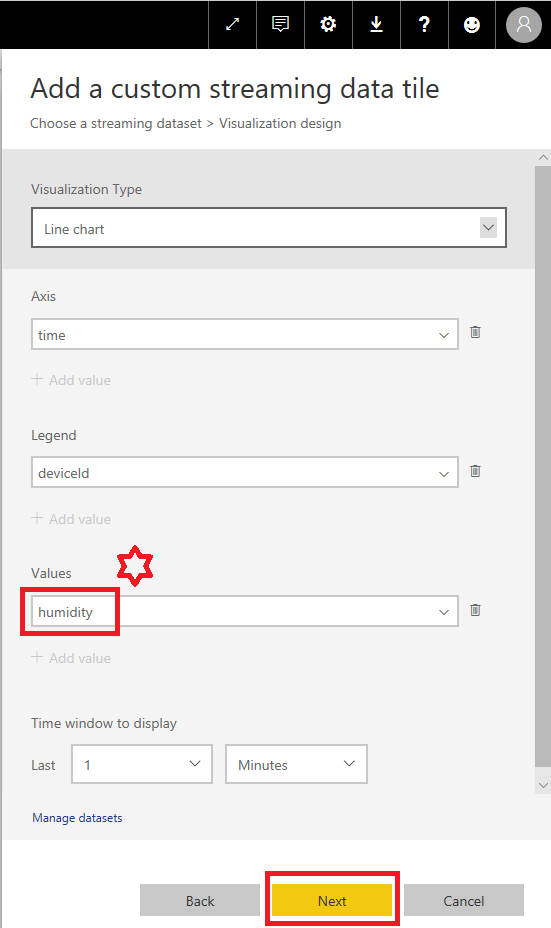 ?
Add a custom streaming data tile
Choose a streaming dataset > Visualization design
Visualization Type
Line chart
Axis
time
+ Add value
Legend
deviceId
+ Add value
Values
humidity
+ Add value
Time window to display
Last 1 Minutes
Manage datasets
Back Next Cancel